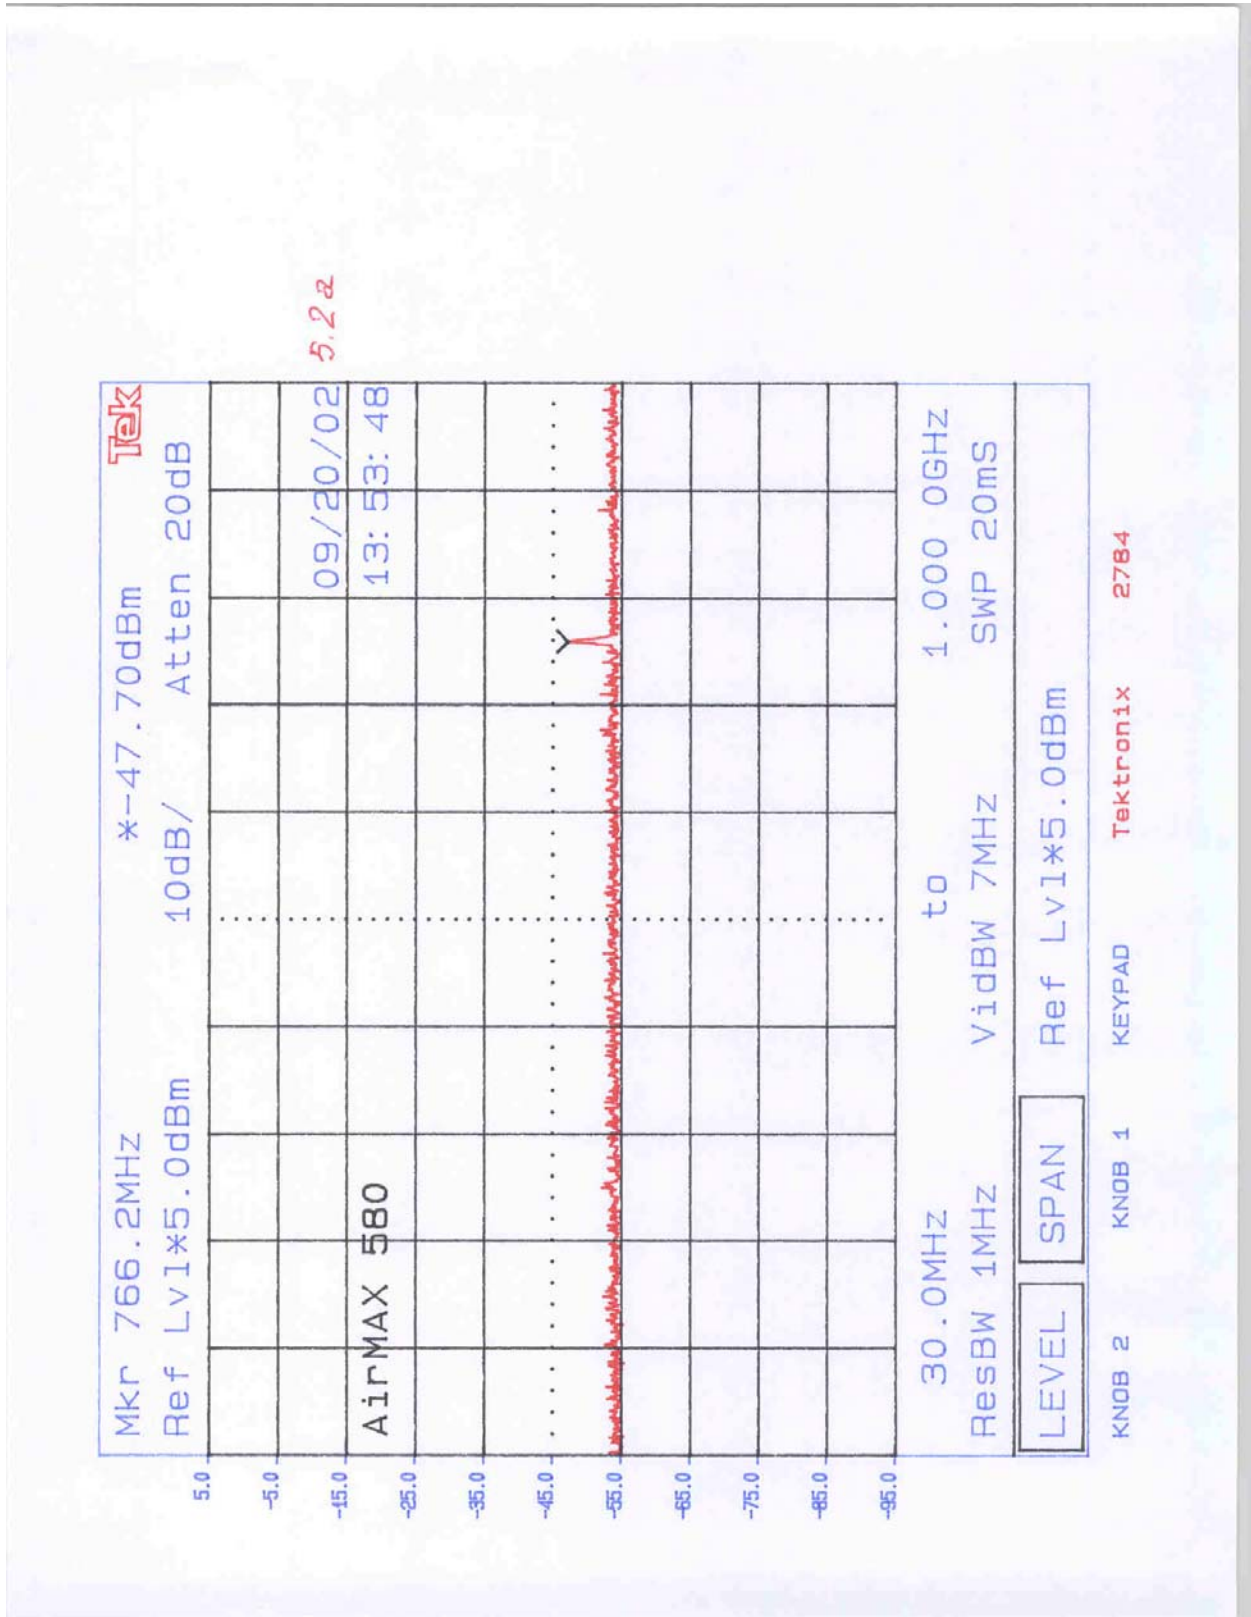 Mkr 766.2MHz *-47.70dBm Tek
Ref Lvl*5.0dBm 10dB/ Atten 20dB
5.0
-5.0
09/20/02 5.2a
-15.0
AirMAX 580 13: 53: 48
-25.0
-35.0
-45.0
-55.0
-65.0
-75.0
-85.0
-95.0
30.0MHz to 1.000 0GHz
ResBW 1MHz VidBW 7MHz SWP 20mS
LEVEL SPAN Ref Lvl*5.0dBm
KNOB 2 KNOB 1 KEYPAD Tektronix 2784